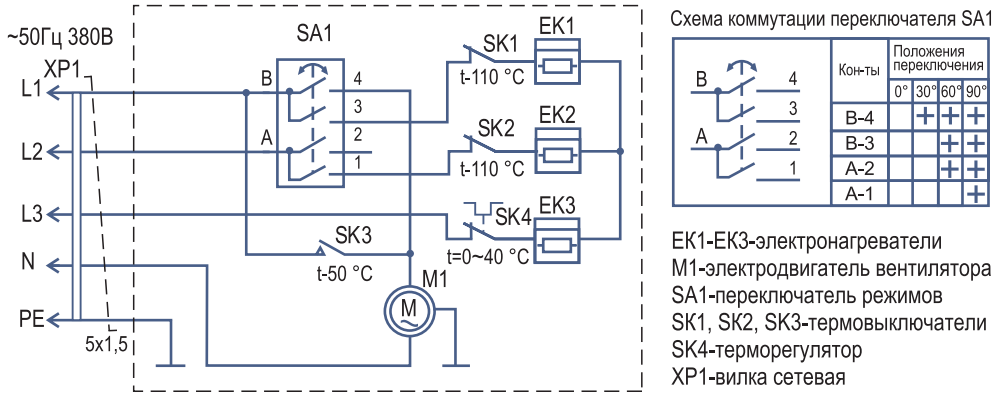 ~50Гц 380В
XP1
L1
L2
L3
N
PE
5x1,5
SA1
B
4
3
A
2
1
SK1
t-110 °C
EK1
SK2
t-110 °C
EK2
SK4
t=0~40 °C
EK3
SK3
t-50 °C
M1
M
Схема коммутации переключателя SA1
B
4
3
A
2
1
Кон-ты
Положения
переключения
0° 30° 60° 90°
B-4 + + +
B-3 + +
A-2 + +
A-1 +
EK1-EK3-электронагреватели
M1-электродвигатель вентилятора
SA1-переключатель режимов
SK1, SK2, SK3-термовыключатели
SK4-терморегулятор
XP1-вилка сетевая